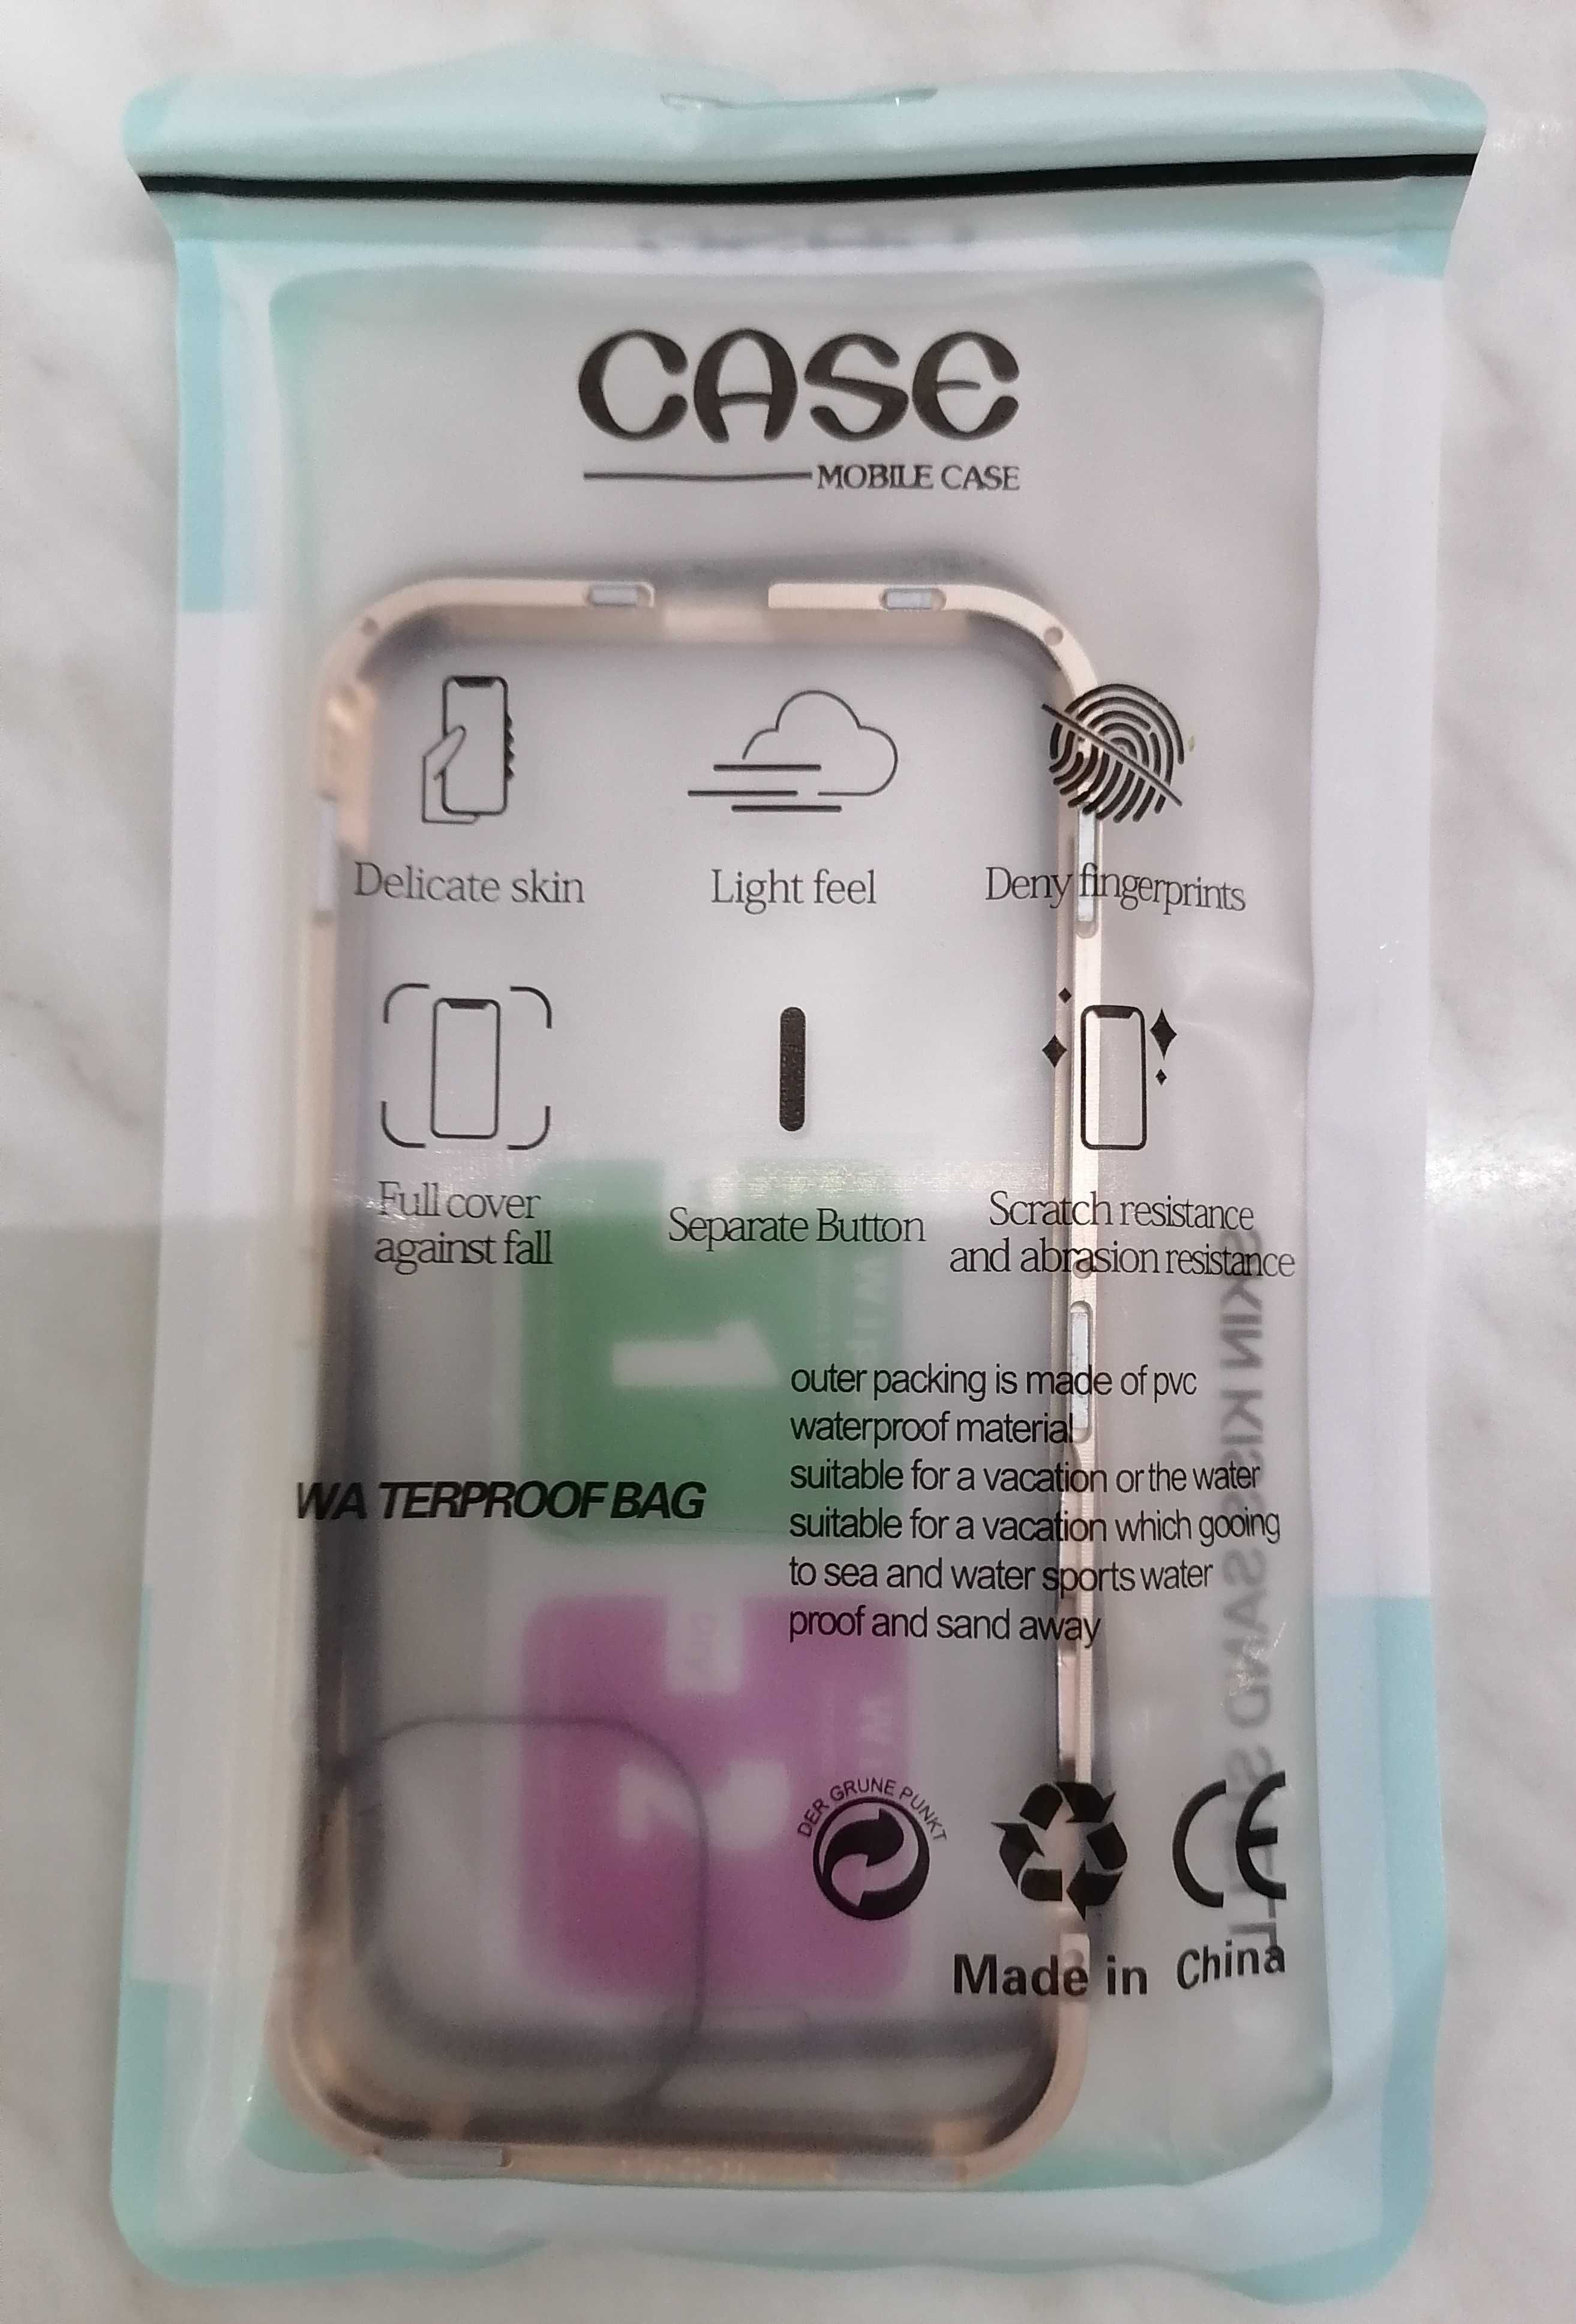 CASE
MOBILE CASE
Delicate skin
Light feel
Deny fingerprints
Full cover
against fall
Separate Button
Scratch resistance
and abrasion resistance
WATERPROOF BAG
outer packing is made of pvc
waterproof material
suitable for a vacation or the water
suitable for a vacation which gooing
to sea and water sports water
proof and sand away
1
2
DER GRUNE PUNKT
CE
Made in China